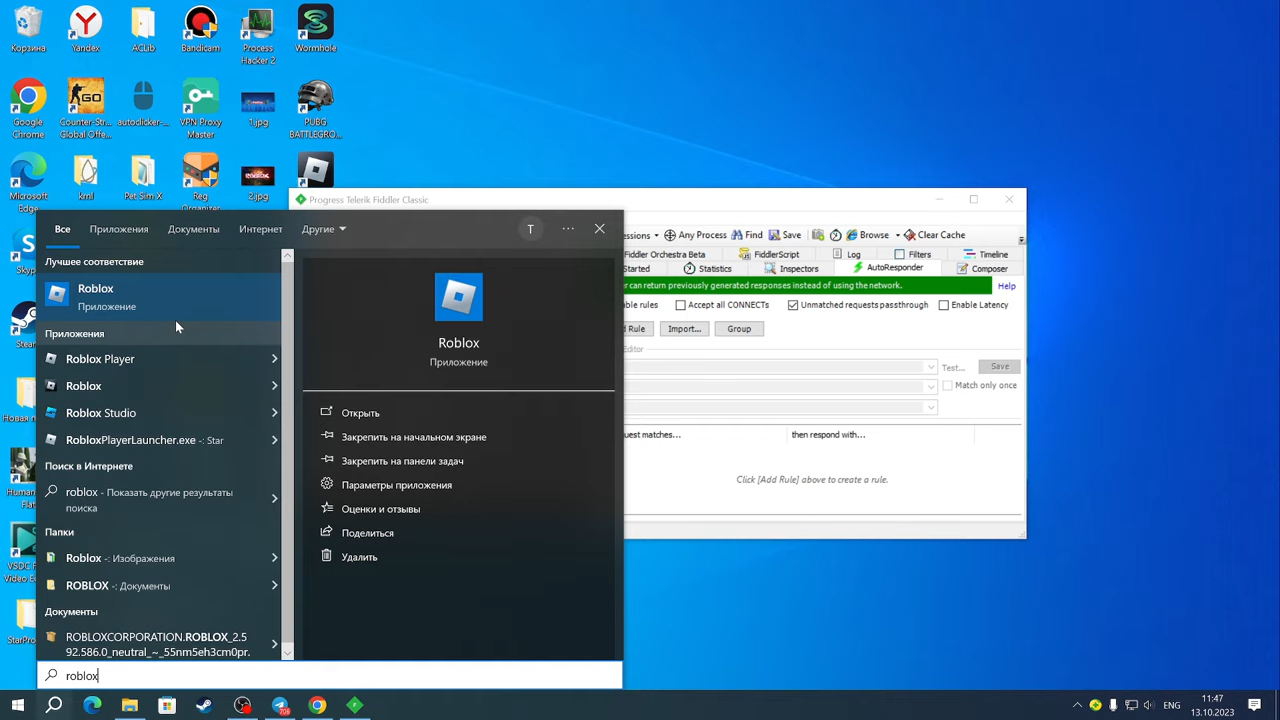 Корзина
Yandex
ACLib
Bandicam
Process
Hacker 2
Wormhole
Google
Chrome
Counter-Str...
Global Offe...
autoclicker-...
VPN Proxy
Master
1.jpg
PUBG
BATTLEGRO...
Microsoft
Edge
kml
Pet Sim X
Reg
Organizer
2.jpg
Progress Telerik Fiddler Classic
Any Process
Find
Save
Browse
Clear Cache
Fiddler Orchestra Beta
FiddlerScript
Log
Filters
Timeline
Started
Statistics
Inspectors
AutoResponder
Composer
er can return previously generated responses instead of using the network.
Help
Accept all CONNECTs
Unmatched requests passthrough
Enable Latency
d Rule
Import...
Group
Editor
Test...
Save
Match only once
uest matches...
then respond with...
Click [Add Rule] above to create a rule.
Все
Приложения
Документы
Интернет
Другие
T
Лучшее соответствие
Roblox
Приложение
Приложения
Roblox Player
Roblox
Roblox Studio
RobloxPlayerLauncher.exe -: Star
Поиск в Интернете
roblox - Показать другие результаты
поиска
Папки
Roblox -: Изображения
ROBLOX -: Документы
Документы
ROBLOXCORPORATION.ROBLOX_2.5
92.586.0_neutral_~_55nm5eh3cm0pr.
Roblox
Приложение
Открыть
Закрепить на начальном экране
Закрепить на панели задач
Параметры приложения
Оценки и отзывы
Поделиться
Удалить
roblox
709
ENG
11:47
13.10.2023